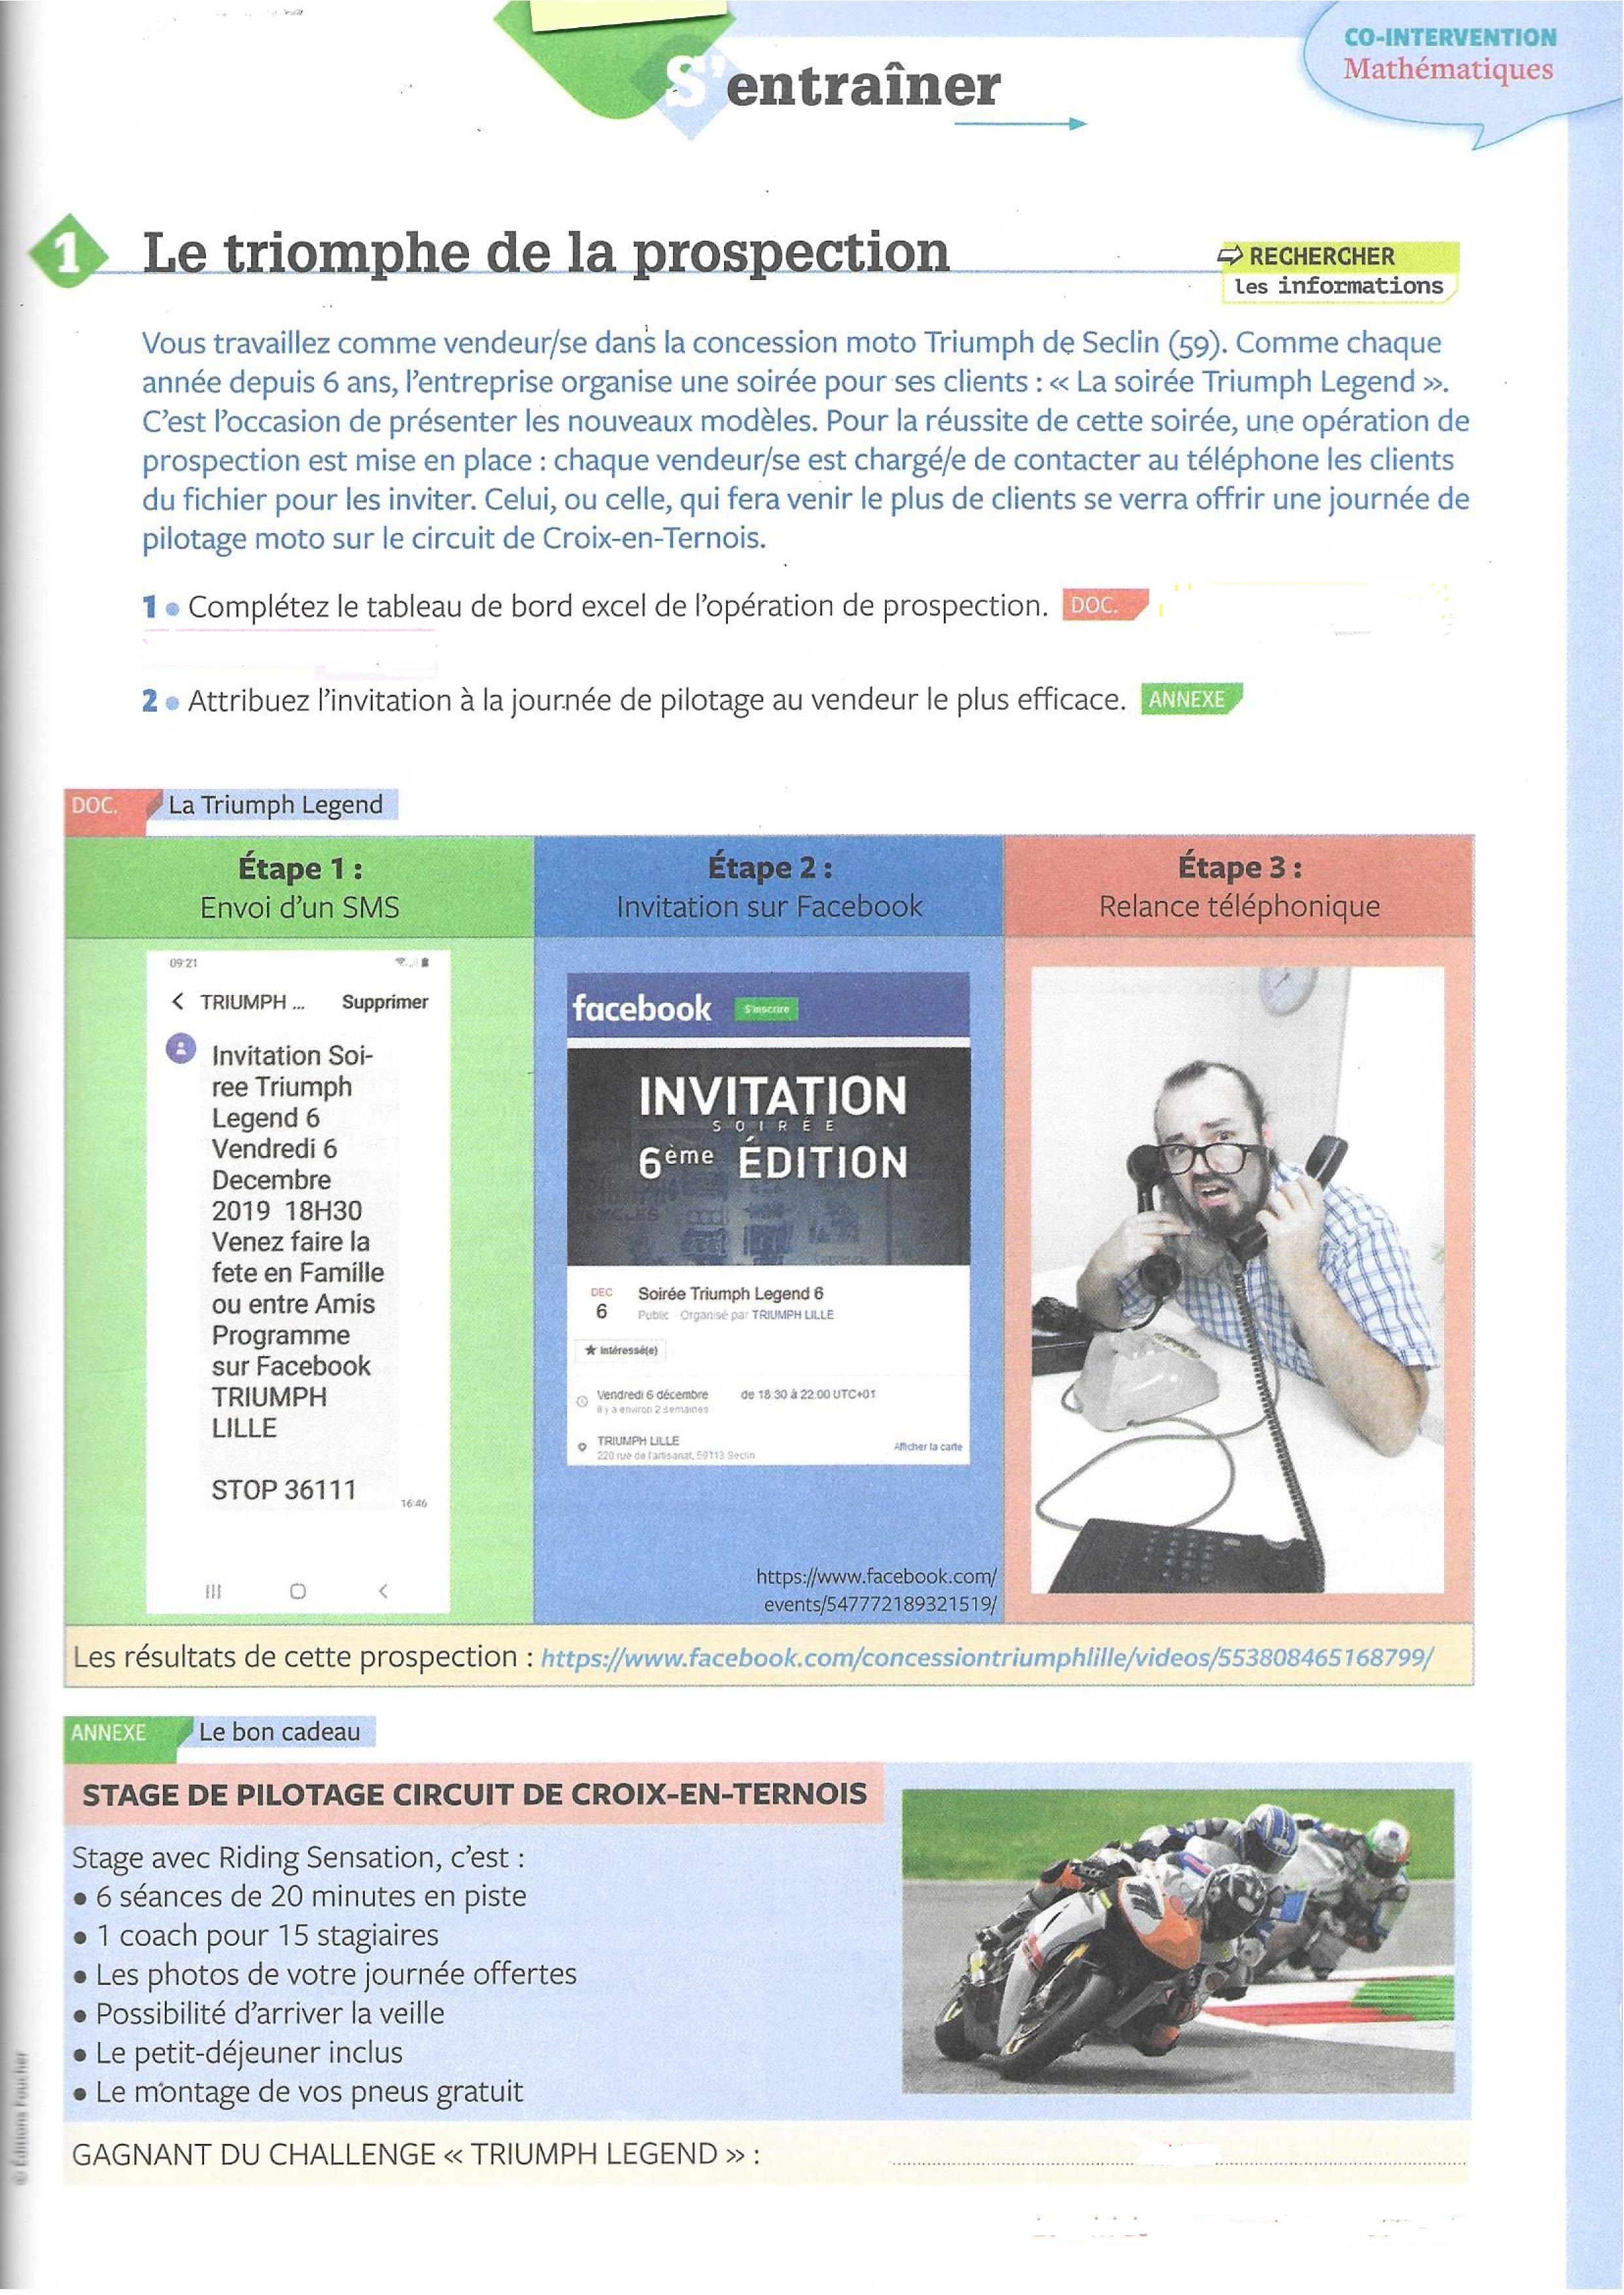 CO-INTERVENTION
Mathématiques
S'entraîner
1 Le triomphe de la prospection
⇨ RECHERCHER
les informations
Vous travaillez comme vendeur/se dans la concession moto Triumph de Seclin (59). Comme chaque
année depuis 6 ans, l'entreprise organise une soirée pour ses clients : « La soirée Triumph Legend ».
C'est l'occasion de présenter les nouveaux modèles. Pour la réussite de cette soirée, une opération de
prospection est mise en place : chaque vendeur/se est chargé/e de contacter au téléphone les clients
du fichier pour les inviter. Celui, ou celle, qui fera venir le plus de clients se verra offrir une journée de
pilotage moto sur le circuit de Croix-en-Ternois.
1 • Complétez le tableau de bord excel de l'opération de prospection. DOC.
2 • Attribuez l'invitation à la journée de pilotage au vendeur le plus efficace. ANNEXE
DOC. La Triumph Legend
Étape 1 :
Envoi d'un SMS
Étape 2 :
Invitation sur Facebook
Étape 3 :
Relance téléphonique
09:21
< TRIUMPH ... Supprimer
Invitation Soi-
ree Triumph
Legend 6
Vendredi 6
Decembre
2019 18H30
Venez faire la
fete en Famille
ou entre Amis
Programme
sur Facebook
TRIUMPH
LILLE
STOP 36111
16:46
facebook S'inscrire
INVITATION
SOIRÉE
6ème ÉDITION
DEC
6
Soirée Triumph Legend 6
Public · Organisé par TRIUMPH LILLE
★ Intéressé(e)
Vendredi 6 décembre de 18:30 à 22:00 UTC+01
il y a environ 2 semaines
TRIUMPH LILLE
220 rue de l'artisanat, 59113 Seclin
Afficher la carte
https://www.facebook.com/
events/547772189321519/
Les résultats de cette prospection : https://www.facebook.com/concessiontriumphlille/videos/553808465168799/
ANNEXE Le bon cadeau
STAGE DE PILOTAGE CIRCUIT DE CROIX-EN-TERNOIS
Stage avec Riding Sensation, c'est :
• 6 séances de 20 minutes en piste
• 1 coach pour 15 stagiaires
• Les photos de votre journée offertes
• Possibilité d'arriver la veille
• Le petit-déjeuner inclus
• Le montage de vos pneus gratuit
GAGNANT DU CHALLENGE « TRIUMPH LEGEND » :
© Éditions Foucher